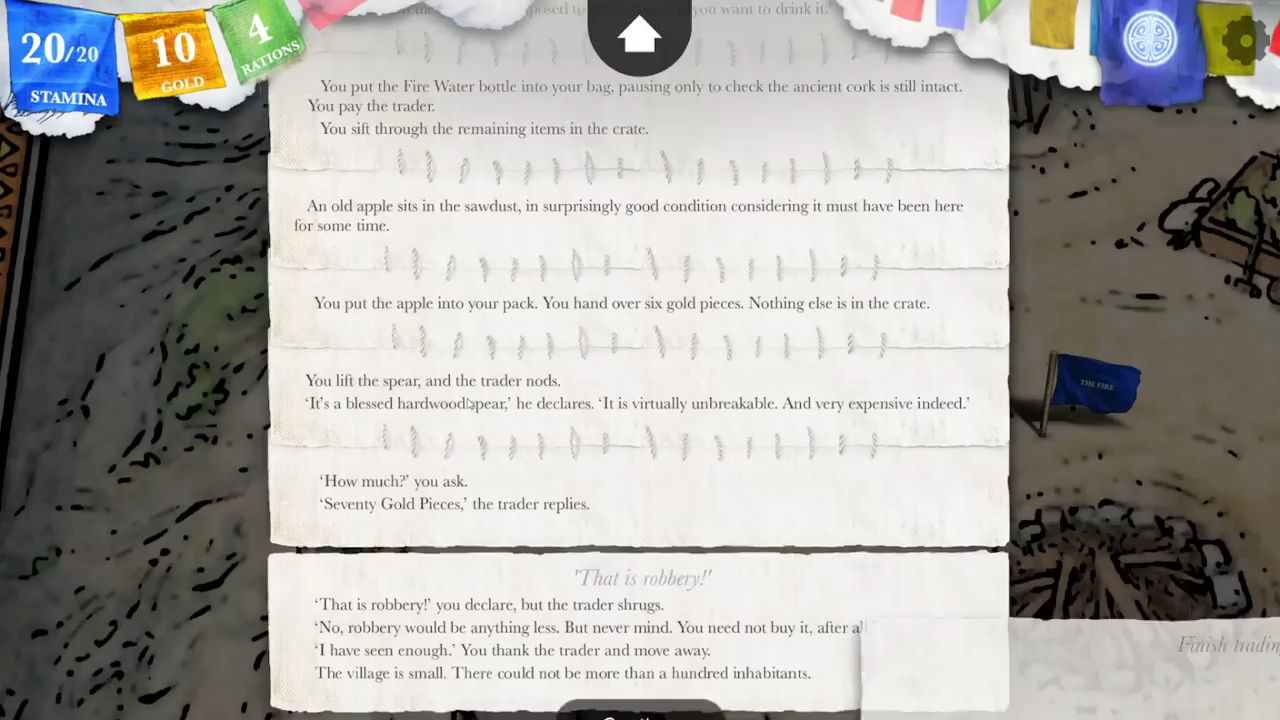 20/20
STAMINA
10
GOLD
4
RATIONS
you want to drink it.'
You put the Fire Water bottle into your bag, pausing only to check the ancient cork is still intact.
You pay the trader.
You sift through the remaining items in the crate.
An old apple sits in the sawdust, in surprisingly good condition considering it must have been here
for some time.
You put the apple into your pack. You hand over six gold pieces. Nothing else is in the crate.
You lift the spear, and the trader nods.
‘It’s a blessed hardwood spear,’ he declares. ‘It is virtually unbreakable. And very expensive indeed.’
THE FIRE
‘How much?’ you ask.
‘Seventy Gold Pieces,’ the trader replies.
'That is robbery!'
‘That is robbery!’ you declare, but the trader shrugs.
‘No, robbery would be anything less. But never mind. You need not buy it, after al
‘I have seen enough.’ You thank the trader and move away.
The village is small. There could not be more than a hundred inhabitants.
Finish